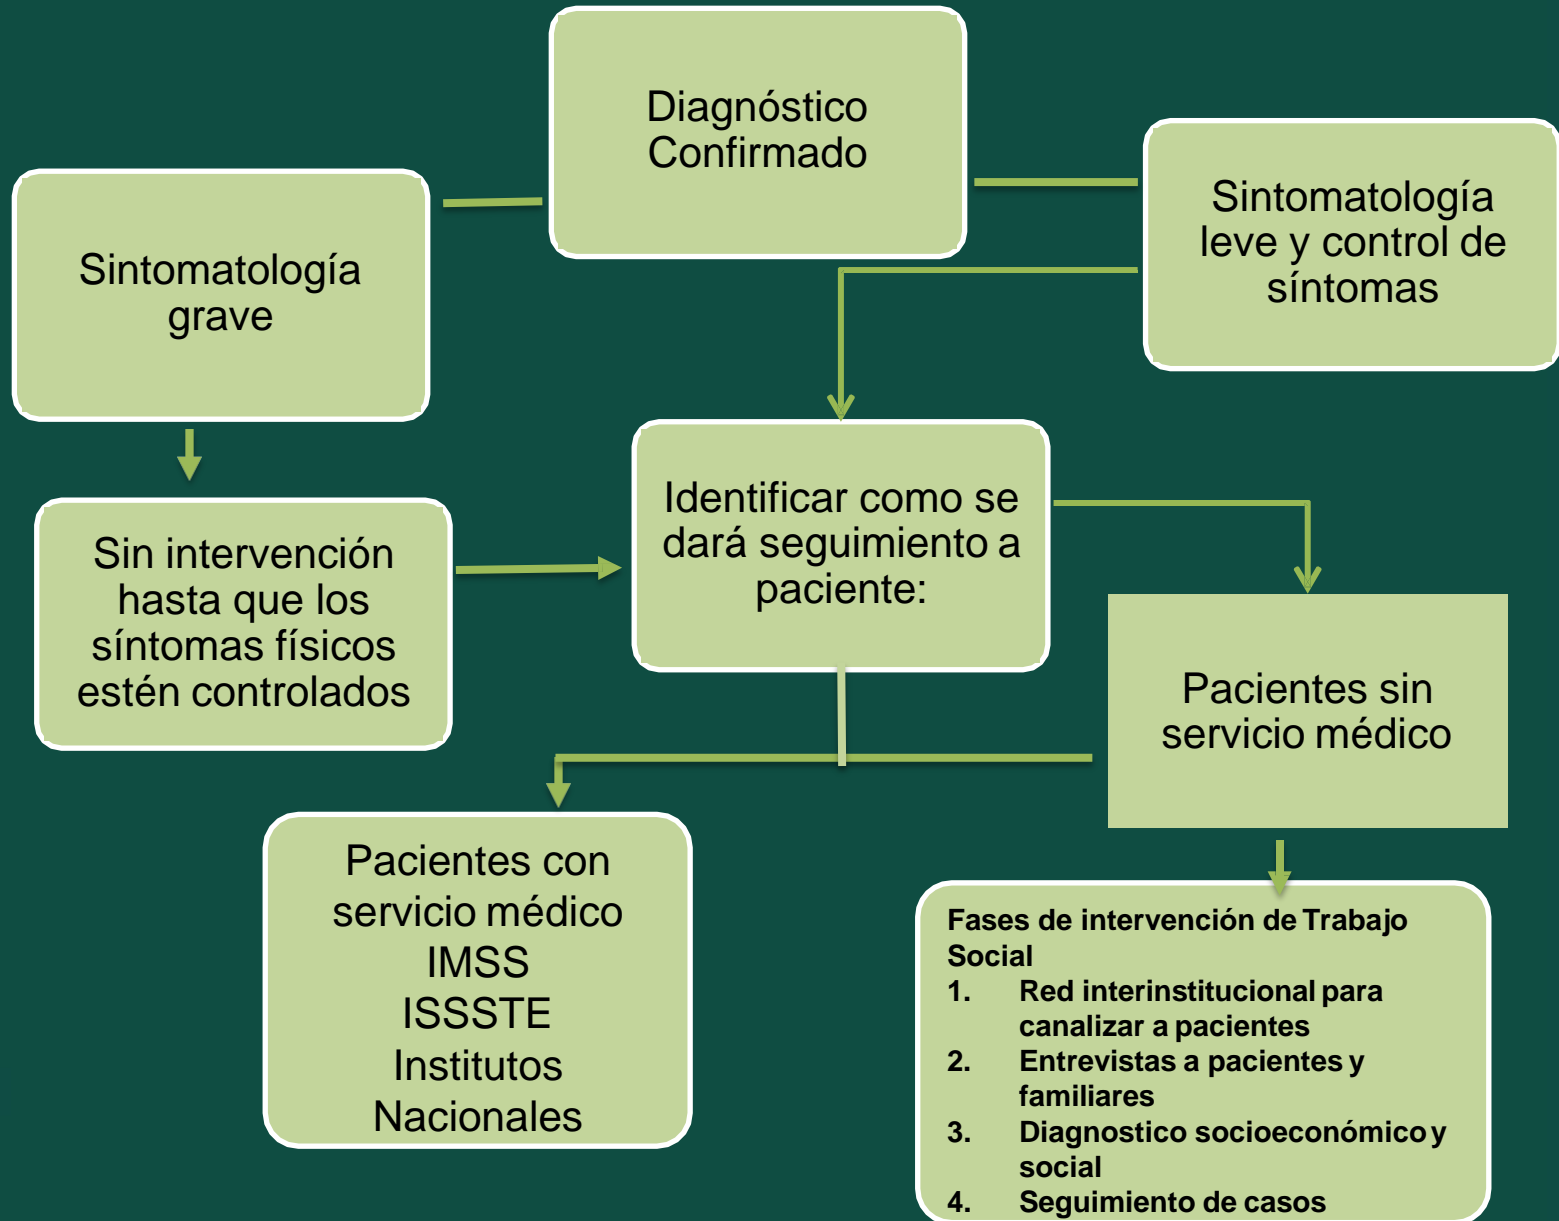 Diagnóstico
Confirmado
Sintomatología
grave
Sintomatología
leve y control de
síntomas
Sin intervención
hasta que los
síntomas físicos
estén controlados
Identificar como se
dará seguimiento a
paciente:
Pacientes sin
servicio médico
Pacientes con
servicio médico
IMSS
ISSSTE
Institutos
Nacionales
Fases de intervención de Trabajo
Social
1. Red interinstitucional para
canalizar a pacientes
2. Entrevistas a pacientes y
familiares
3. Diagnostico socioeconómico y
social
4. Seguimiento de casos